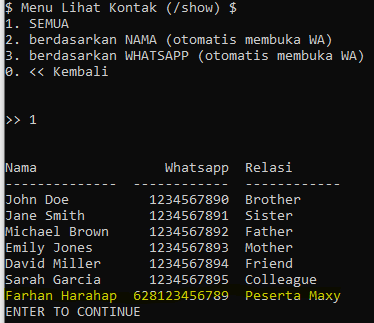 $ Menu Lihat Kontak (/show) $
1. SEMUA
2. berdasarkan NAMA (otomatis membuka WA)
3. berdasarkan WHATSAPP (otomatis membuka WA)
0. << Kembali
>> 1
Nama Whatsapp Relasi
-------------- ------------ ------------
John Doe 1234567890 Brother
Jane Smith 1234567891 Sister
Michael Brown 1234567892 Father
Emily Jones 1234567893 Mother
David Miller 1234567894 Friend
Sarah Garcia 1234567895 Colleague
Farhan Harahap 628123456789 Peserta Maxy
ENTER TO CONTINUE